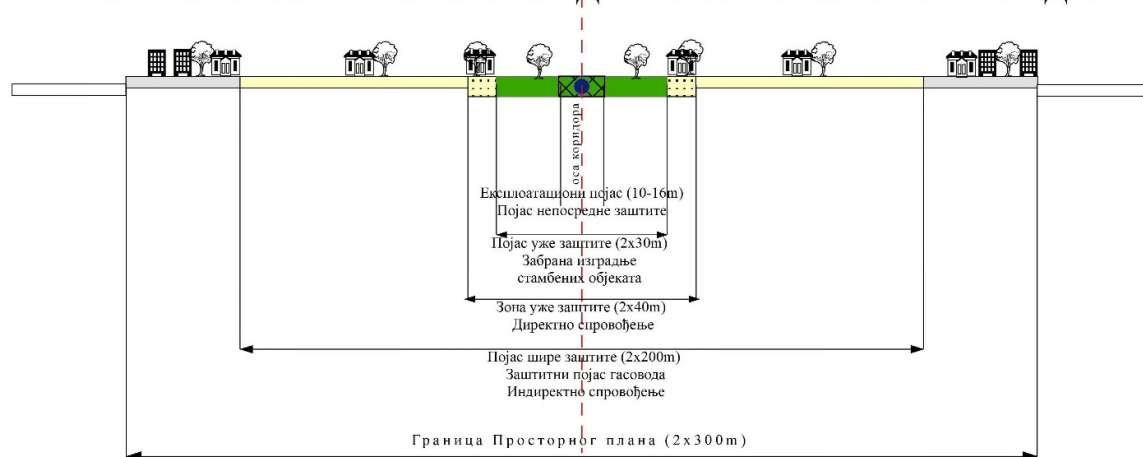 оса коридора
Експлоатациони појас (10-16m)
Појас непосредне заштите
Појас уже заштите (2x30m)
Забрана изградње
стамбених објеката
Зона уже заштите (2x40m)
Директно спровођење
Појас шире заштите (2x200m)
Заштитни појас гасовода
Индиректно спровођење
Граница Просторног плана (2x300m)